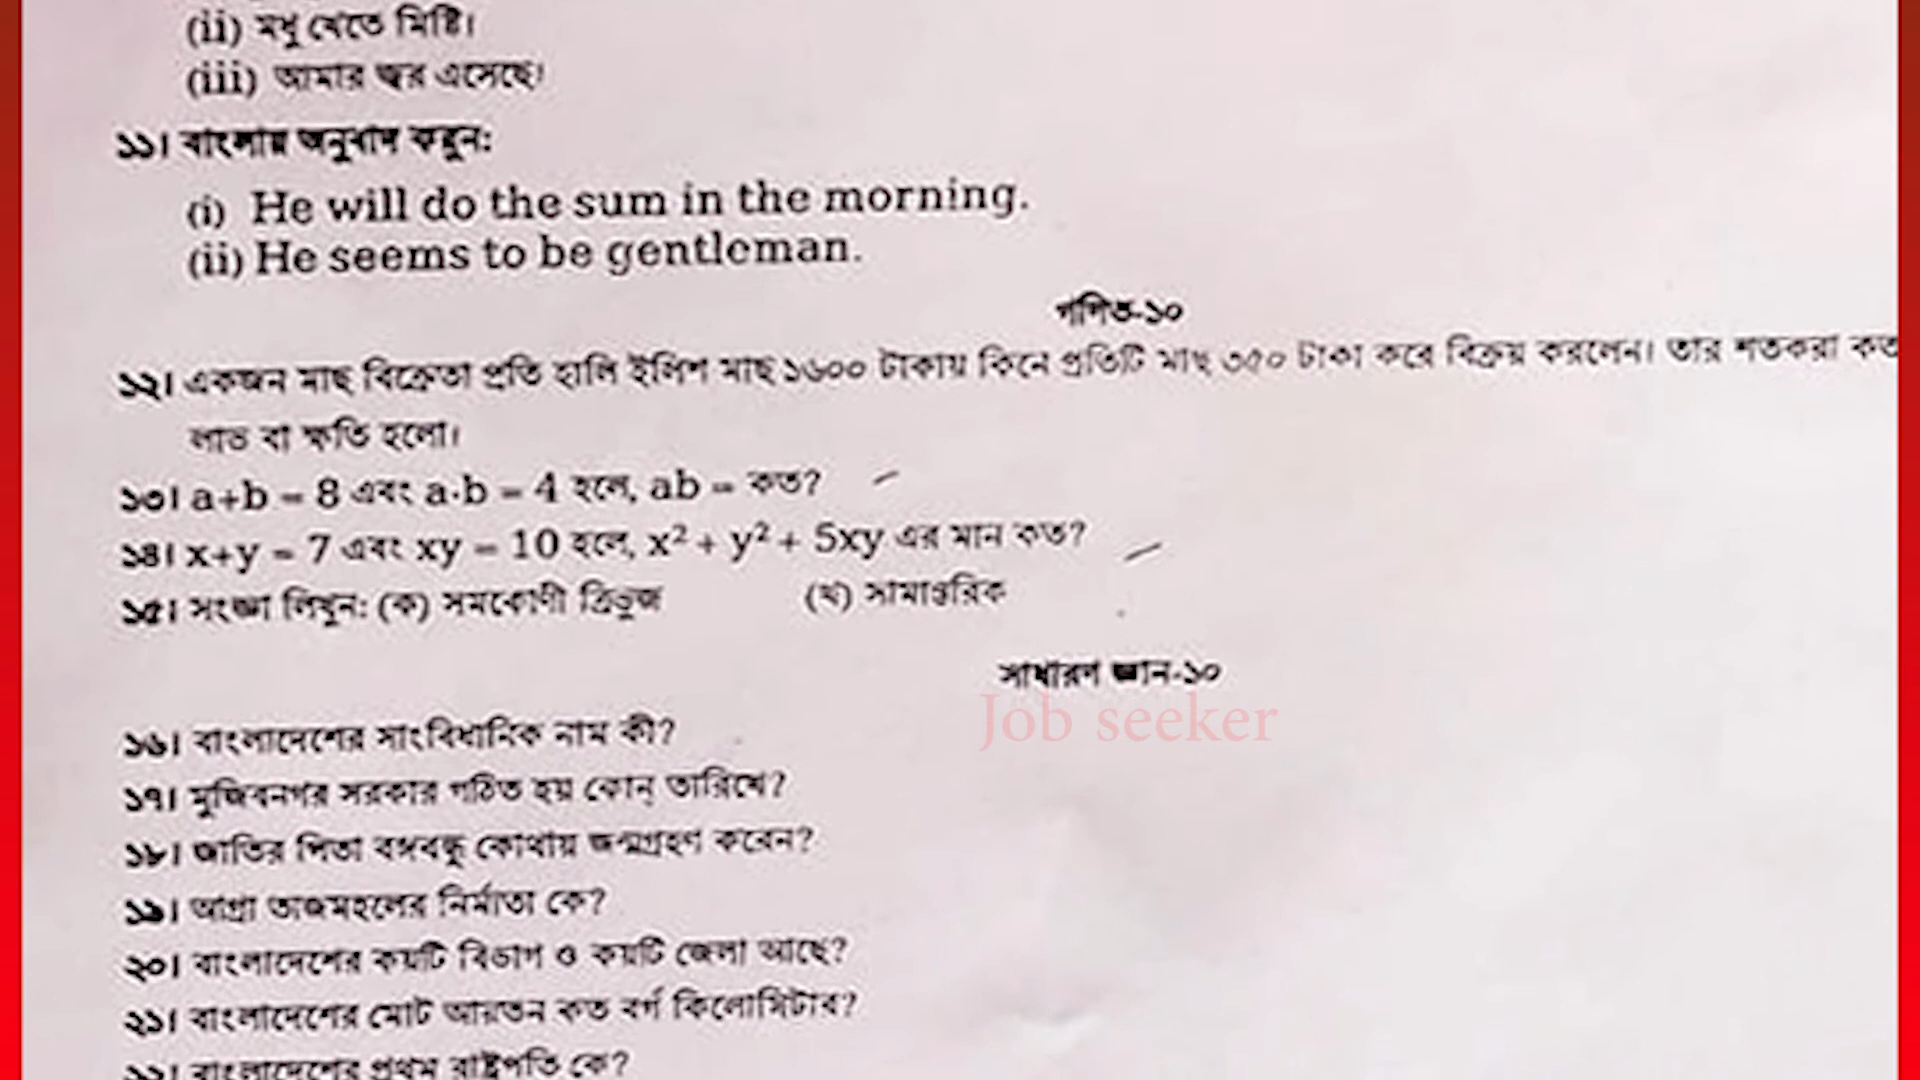 (ii) মধু খেতে মিষ্টি।
(iii) আমার জ্বর এসেছে।
১১। বাংলায় অনুবাদ করুন:
(i) He will do the sum in the morning.
(ii) He seems to be gentleman.
গণিত-১০
১২। একজন মাছ বিক্রেতা প্রতি হালি ইলিশ মাছ ১৬০০ টাকায় কিনে প্রতিটি মাছ ৩৫০ টাকা করে বিক্রয় করলেন। তার শতকরা কত
লাভ বা ক্ষতি হলো।
১৩। a+b = 8 এবং a-b = 4 হলে, ab = কত?
১৪। x+y = 7 এবং xy = 10 হলে, x² + y² + 5xy এর মান কত?
১৫। সংজ্ঞা লিখুন: (ক) সমকোণী ত্রিভুজ (খ) সামান্তরিক
সাধারণ জ্ঞান-১০
Job seeker
১৬। বাংলাদেশের সাংবিধানিক নাম কী?
১৭। মুজিবনগর সরকার গঠিত হয় কোন্ তারিখে?
১৮। জাতির পিতা বঙ্গবন্ধু কোথায় জন্মগ্রহণ করেন?
১৯। আগ্রা তাজমহলের নির্মাতা কে?
২০। বাংলাদেশের কয়টি বিভাগ ও কয়টি জেলা আছে?
২১। বাংলাদেশের মোট আয়তন কত বর্গ কিলোমিটার?
২২। বাংলাদেশের প্রথম রাষ্ট্রপতি কে?